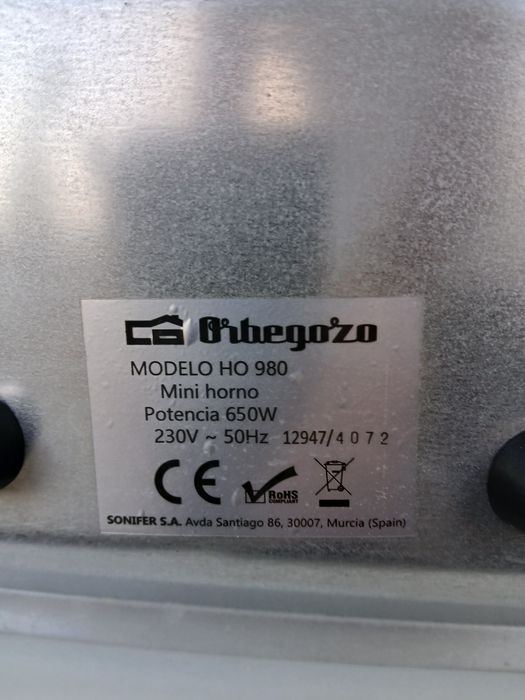 Orbegozo
MODELO HO 980
Mini horno
Potencia 650W
230V ~ 50Hz 12947/4072
CE RoHS
COMPLIANT
SONIFER S.A. Avda Santiago 86, 30007, Murcia (Spain)